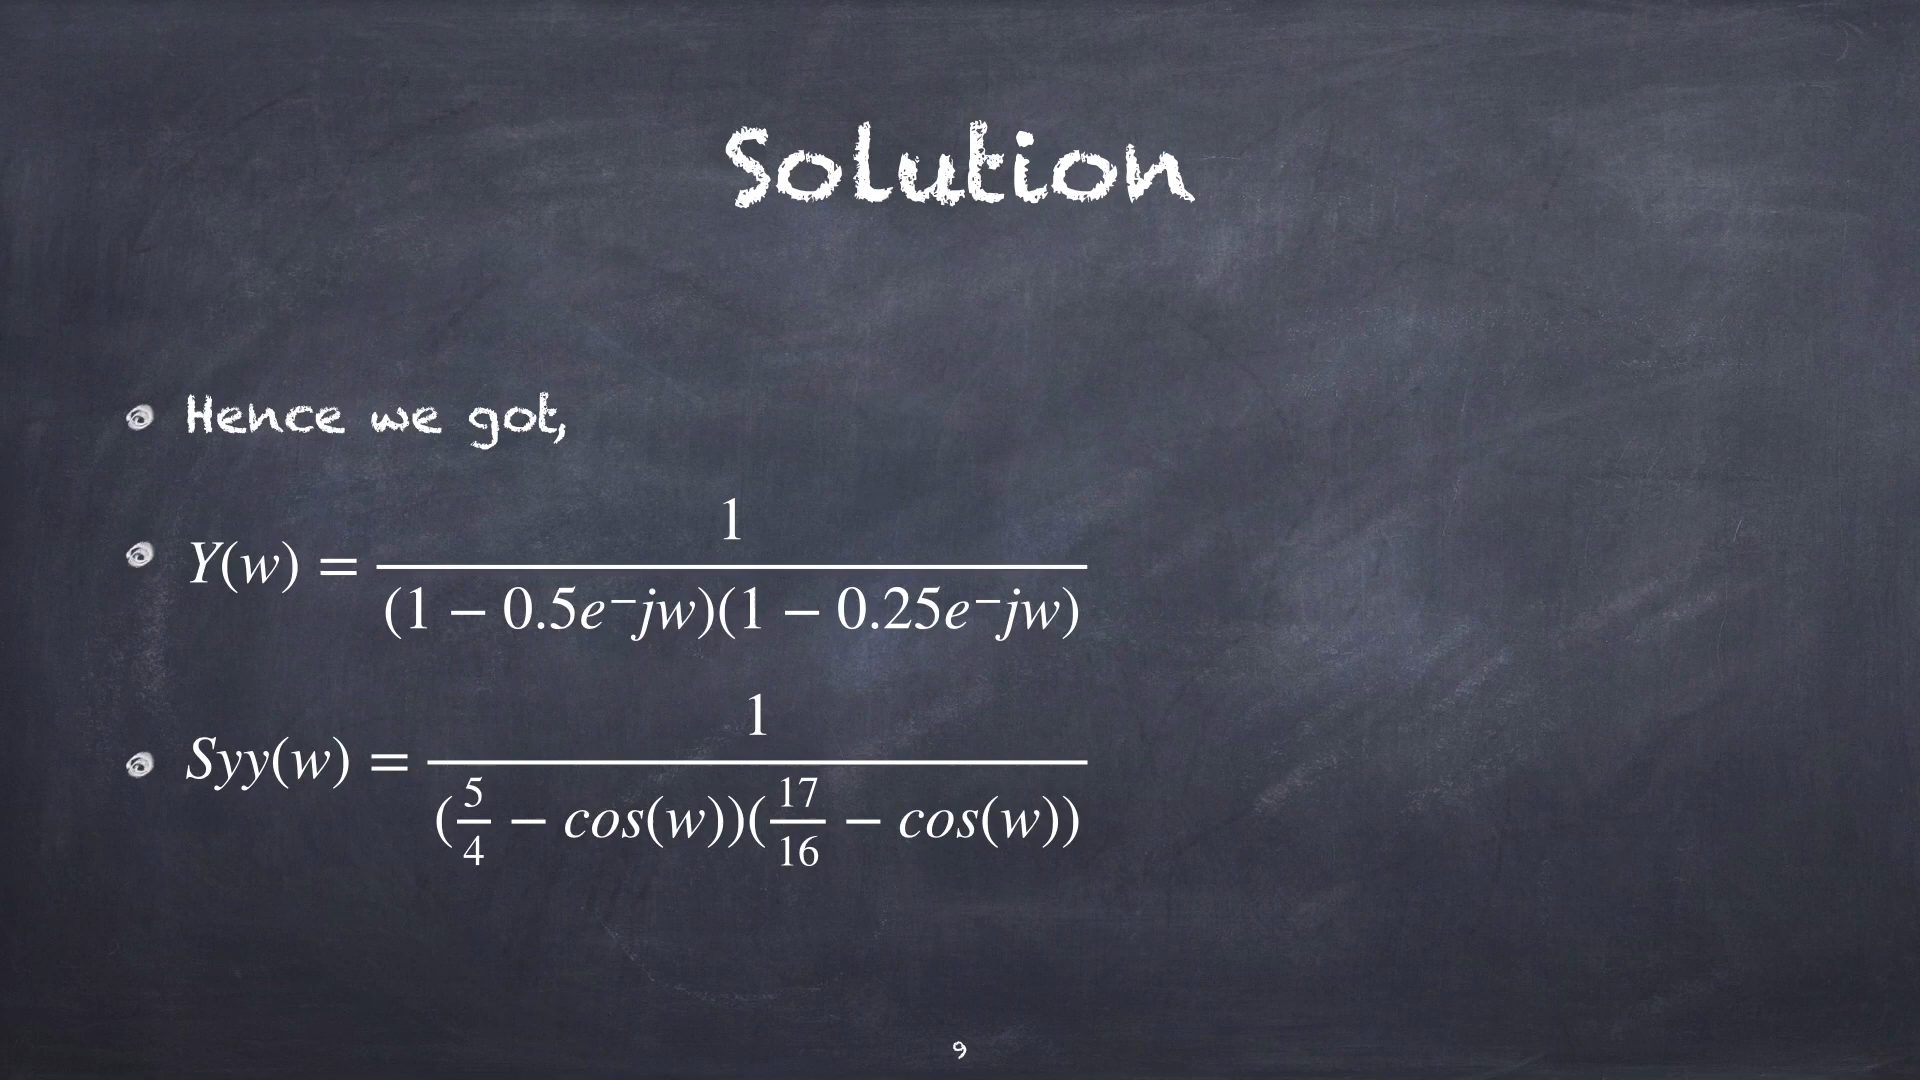 Solution
Hence we got,
Y(w) = 1 / (1 − 0.5e⁻jw)(1 − 0.25e⁻jw)
Syy(w) = 1 / (5/4 − cos(w))(17/16 − cos(w))
9